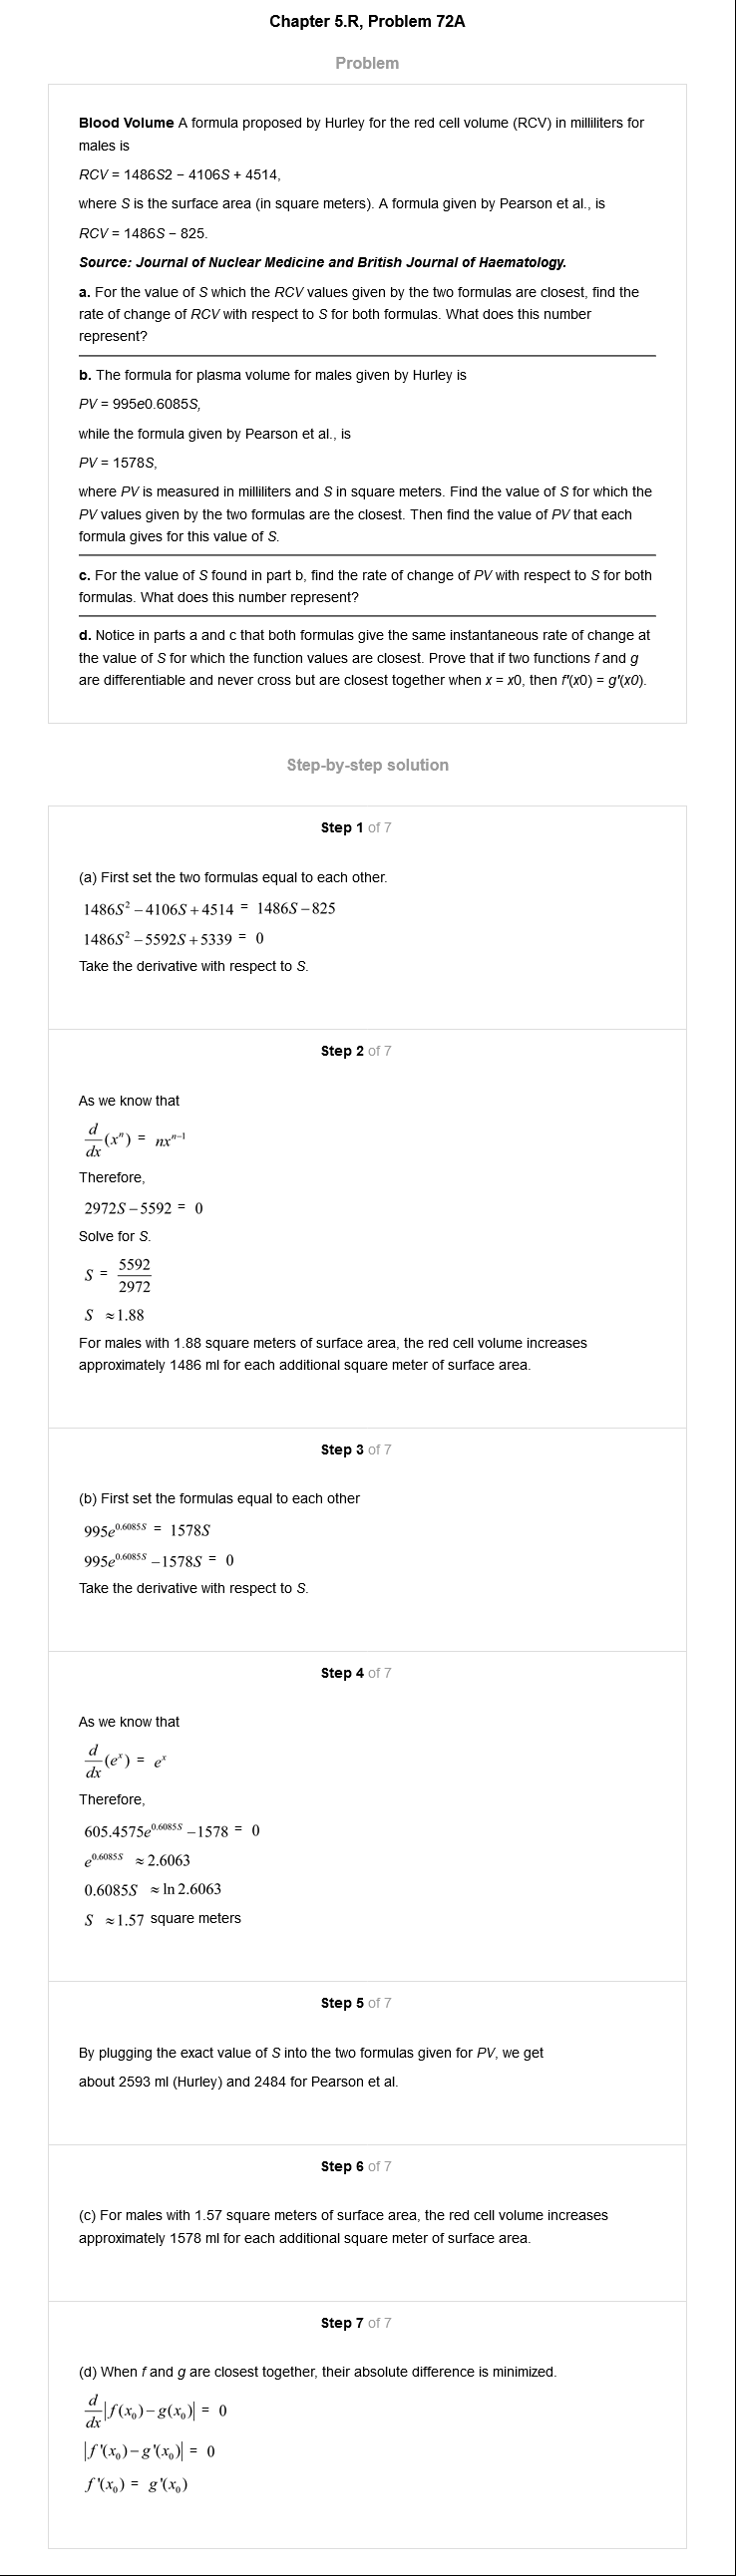 Chapter 5.R, Problem 72A
Problem
Blood Volume A formula proposed by Hurley for the red cell volume (RCV) in milliliters for
males is
RCV = 1486S2 − 4106S + 4514,
where S is the surface area (in square meters). A formula given by Pearson et al., is
RCV = 1486S − 825.
Source: Journal of Nuclear Medicine and British Journal of Haematology.
a. For the value of S which the RCV values given by the two formulas are closest, find the
rate of change of RCV with respect to S for both formulas. What does this number
represent?
b. The formula for plasma volume for males given by Hurley is
PV = 995e0.6085S,
while the formula given by Pearson et al., is
PV = 1578S,
where PV is measured in milliliters and S in square meters. Find the value of S for which the
PV values given by the two formulas are the closest. Then find the value of PV that each
formula gives for this value of S.
c. For the value of S found in part b, find the rate of change of PV with respect to S for both
formulas. What does this number represent?
d. Notice in parts a and c that both formulas give the same instantaneous rate of change at
the value of S for which the function values are closest. Prove that if two functions f and g
are differentiable and never cross but are closest together when x = x0, then f'(x0) = g'(x0).
Step-by-step solution
Step 1 of 7
(a) First set the two formulas equal to each other.
1486S² − 4106S + 4514 = 1486S − 825
1486S² − 5592S + 5339 = 0
Take the derivative with respect to S.
Step 2 of 7
As we know that
d/dx (xⁿ) = nxⁿ⁻¹
Therefore,
2972S − 5592 = 0
Solve for S.
S = 5592/2972
S ≈ 1.88
For males with 1.88 square meters of surface area, the red cell volume increases
approximately 1486 ml for each additional square meter of surface area.
Step 3 of 7
(b) First set the formulas equal to each other
995e^0.6085S = 1578S
995e^0.6085S − 1578S = 0
Take the derivative with respect to S.
Step 4 of 7
As we know that
d/dx (eˣ) = eˣ
Therefore,
605.4575e^0.6085S − 1578 = 0
e^0.6085S ≈ 2.6063
0.6085S ≈ ln 2.6063
S ≈ 1.57 square meters
Step 5 of 7
By plugging the exact value of S into the two formulas given for PV, we get
about 2593 ml (Hurley) and 2484 for Pearson et al.
Step 6 of 7
(c) For males with 1.57 square meters of surface area, the red cell volume increases
approximately 1578 ml for each additional square meter of surface area.
Step 7 of 7
(d) When f and g are closest together, their absolute difference is minimized.
d/dx |f(x₀) − g(x₀)| = 0
|f'(x₀) − g'(x₀)| = 0
f'(x₀) = g'(x₀)